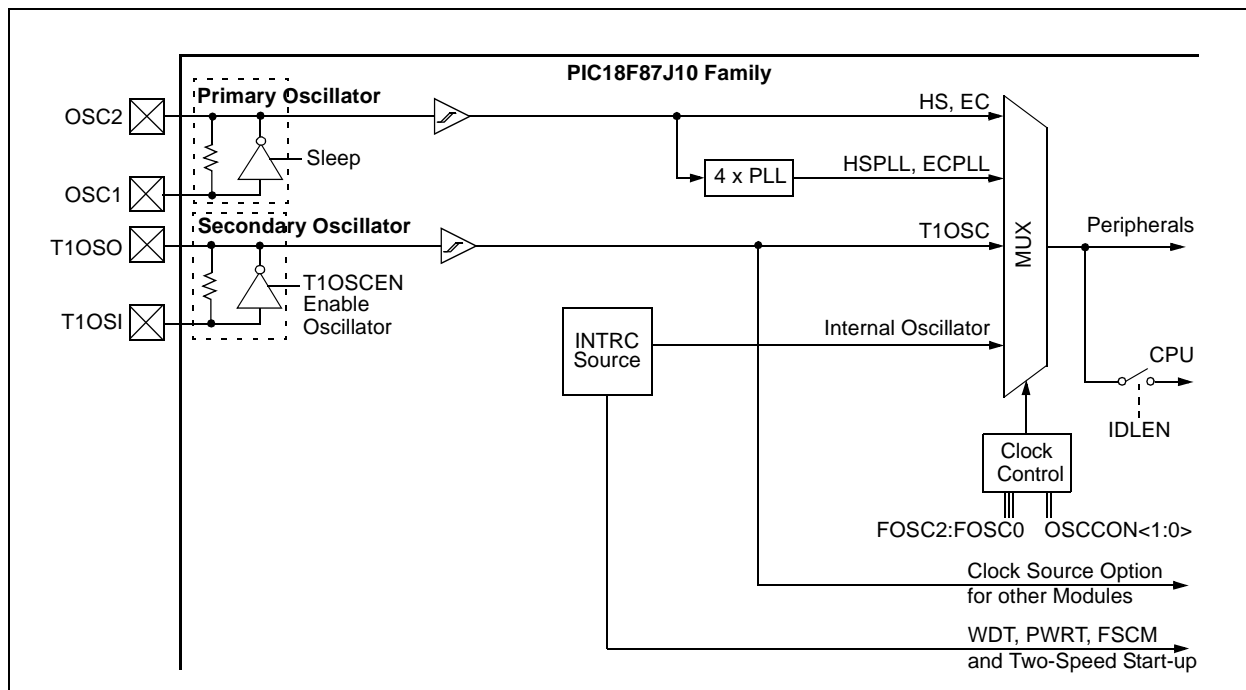 PIC18F87J10 Family
Primary Oscillator
OSC2
HS, EC
Sleep
4 x PLL
HSPLL, ECPLL
OSC1
Secondary Oscillator
T1OSO
T1OSC
MUX
Peripherals
T1OSCEN
Enable
Oscillator
T1OSI
INTRC
Source
Internal Oscillator
CPU
IDLEN
Clock
Control
FOSC2:FOSC0
OSCCON<1:0>
Clock Source Option
for other Modules
WDT, PWRT, FSCM
and Two-Speed Start-up